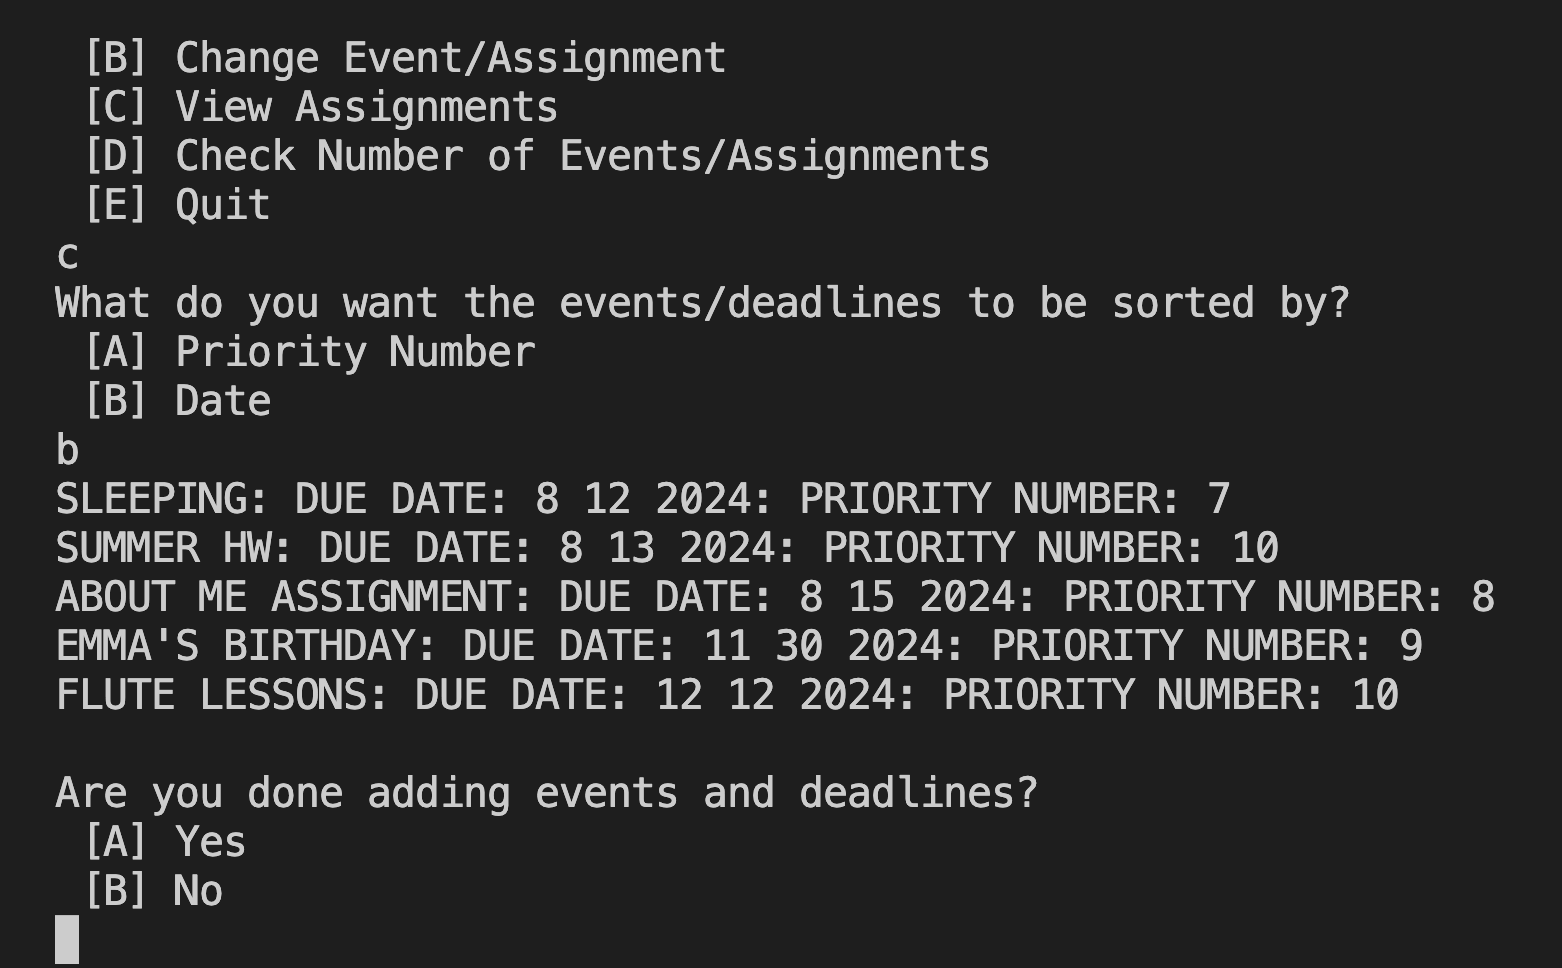 [B] Change Event/Assignment
[C] View Assignments
[D] Check Number of Events/Assignments
[E] Quit
c
What do you want the events/deadlines to be sorted by?
[A] Priority Number
[B] Date
b
SLEEPING: DUE DATE: 8 12 2024: PRIORITY NUMBER: 7
SUMMER HW: DUE DATE: 8 13 2024: PRIORITY NUMBER: 10
ABOUT ME ASSIGNMENT: DUE DATE: 8 15 2024: PRIORITY NUMBER: 8
EMMA'S BIRTHDAY: DUE DATE: 11 30 2024: PRIORITY NUMBER: 9
FLUTE LESSONS: DUE DATE: 12 12 2024: PRIORITY NUMBER: 10
Are you done adding events and deadlines?
[A] Yes
[B] No